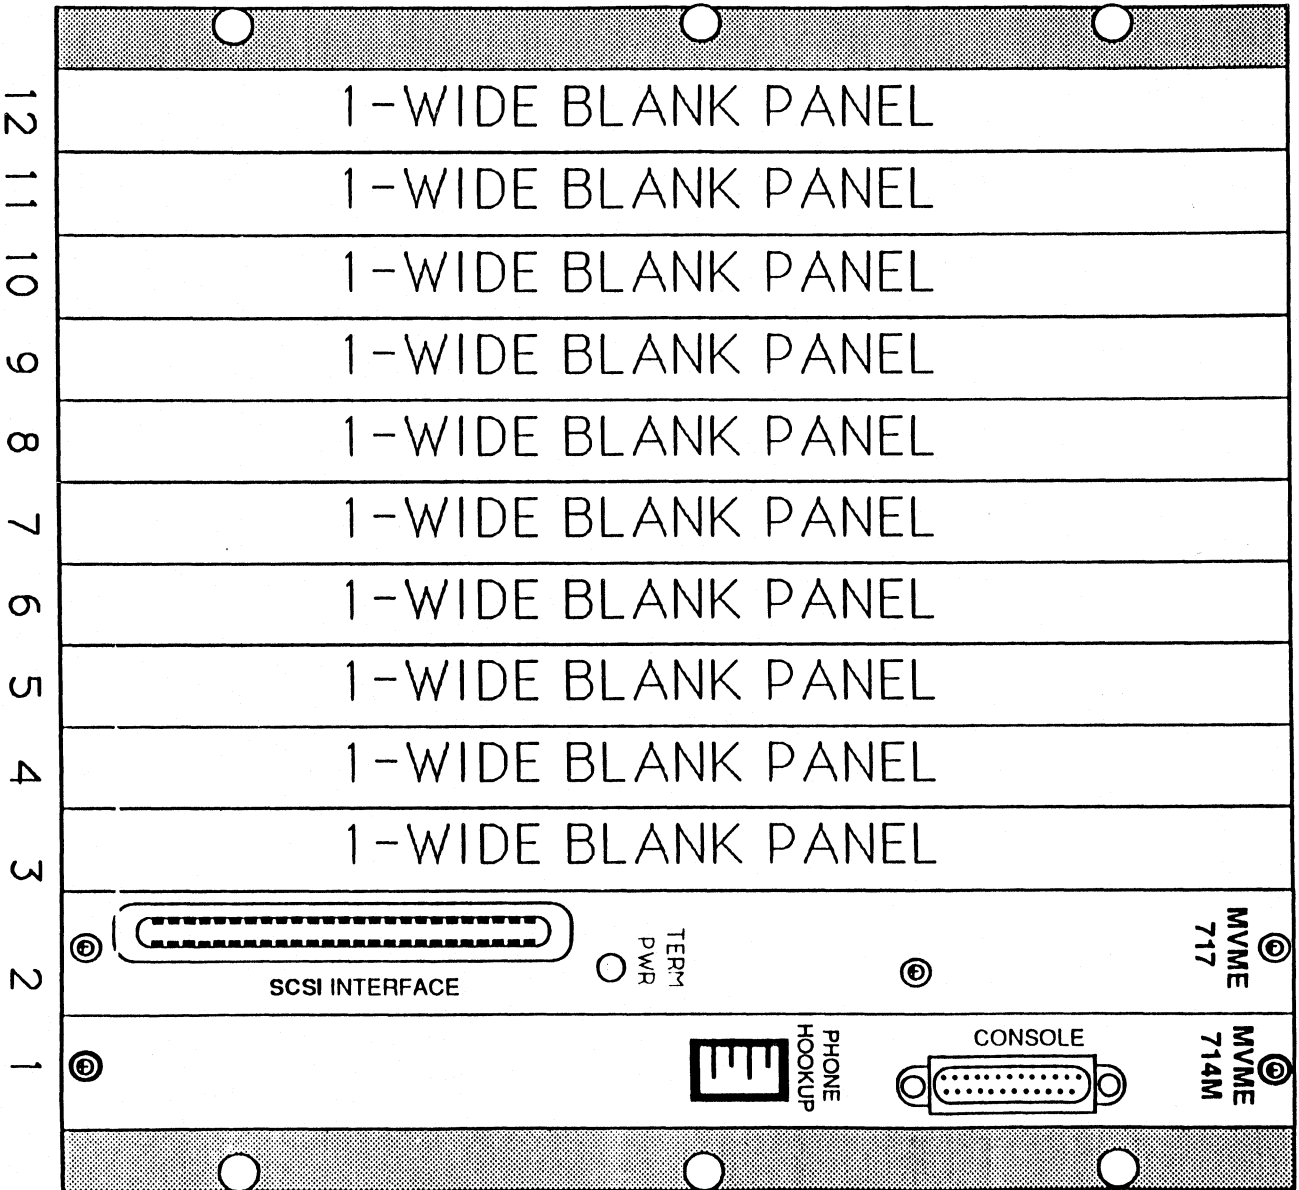 12 1-WIDE BLANK PANEL
11 1-WIDE BLANK PANEL
10 1-WIDE BLANK PANEL
9 1-WIDE BLANK PANEL
8 1-WIDE BLANK PANEL
7 1-WIDE BLANK PANEL
6 1-WIDE BLANK PANEL
5 1-WIDE BLANK PANEL
4 1-WIDE BLANK PANEL
3 1-WIDE BLANK PANEL
2
SCSI INTERFACE
TERM
PWR
MVME
717
1
PHONE
HOOKUP
CONSOLE
MVME
714M